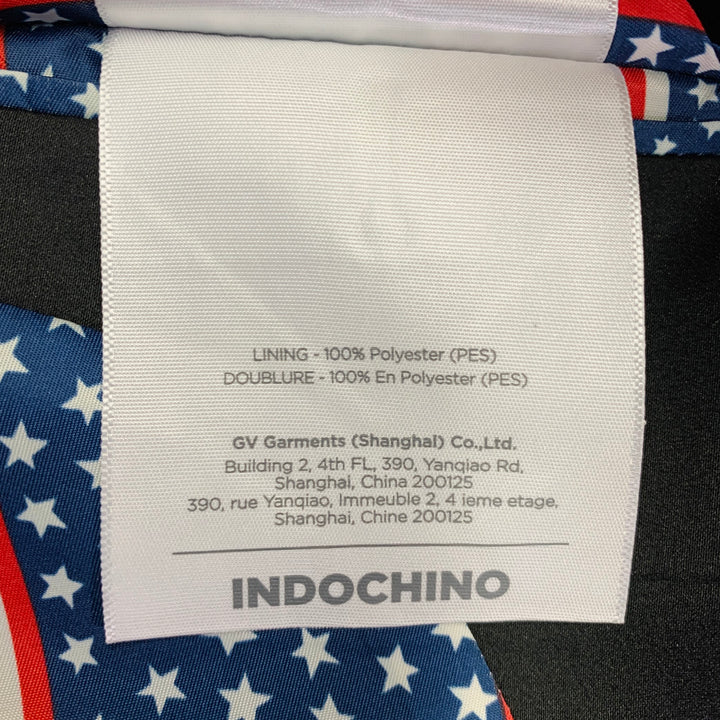 LINING - 100% Polyester (PES)
DOUBLURE - 100% En Polyester (PES)
GV Garments (Shanghai) Co.,Ltd.
Building 2, 4th FL, 390, Yanqiao Rd,
Shanghai, China 200125
390, rue Yanqiao, Immeuble 2, 4 ieme etage,
Shanghai, Chine 200125
INDOCHINO